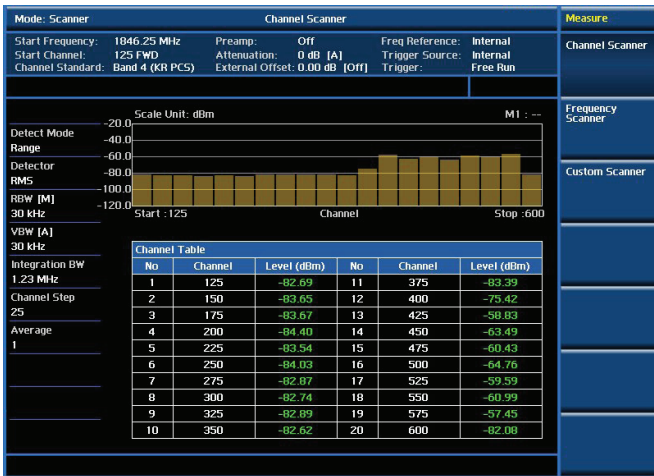 Mode: Scanner Channel Scanner Measure
Start Frequency: 1846.25 MHz Preamp: Off Freq Reference: Internal
Start Channel: 125 FWD Attenuation: 0 dB [A] Trigger Source: Internal
Channel Standard: Band 4 (KR PCS) External Offset: 0.00 dB [Off] Trigger: Free Run
Channel Scanner
Frequency
Scanner
Custom Scanner
Detect Mode
Range
Detector
RMS
RBW [M]
30 kHz
VBW [A]
30 kHz
Integration BW
1.23 MHz
Channel Step
25
Average
1
Scale Unit: dBm M1 : --
-20.0
-40.0
-60.0
-80.0
-100.0
-120.0
Start :125 Channel Stop :600
Channel Table
No Channel Level (dBm) No Channel Level (dBm)
1 125 -82.69 11 375 -83.39
2 150 -83.65 12 400 -75.42
3 175 -83.67 13 425 -58.83
4 200 -84.40 14 450 -63.49
5 225 -83.54 15 475 -60.43
6 250 -84.03 16 500 -64.76
7 275 -82.87 17 525 -59.59
8 300 -82.74 18 550 -60.99
9 325 -82.89 19 575 -57.45
10 350 -82.62 20 600 -82.08